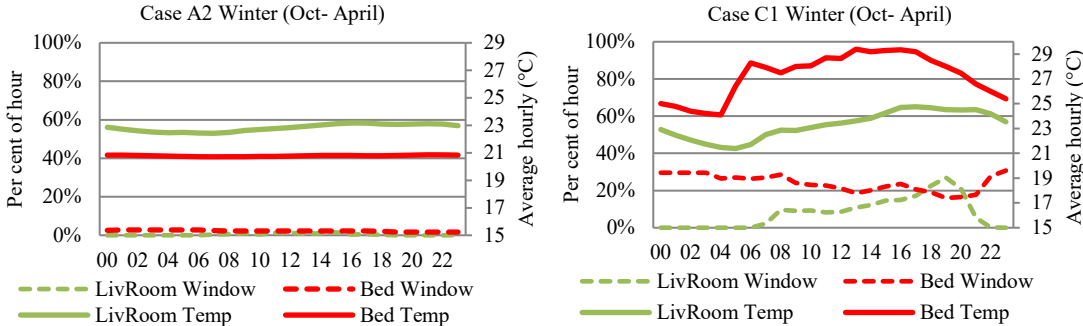 Case A2 Winter (Oct- April)
Per cent of hour
100%
80%
60%
40%
20%
0%
29
27
25
23
21
19
17
15
Average hourly (°C)
00 02 04 06 08 10 12 14 16 18 20 22
LivRoom Window
Bed Window
LivRoom Temp
Bed Temp
Case C1 Winter (Oct- April)
Per cent of hour
100%
80%
60%
40%
20%
0%
29
27
25
23
21
19
17
15
Average hourly (°C)
00 02 04 06 08 10 12 14 16 18 20 22
LivRoom Window
Bed Window
LivRoom Temp
Bed Temp